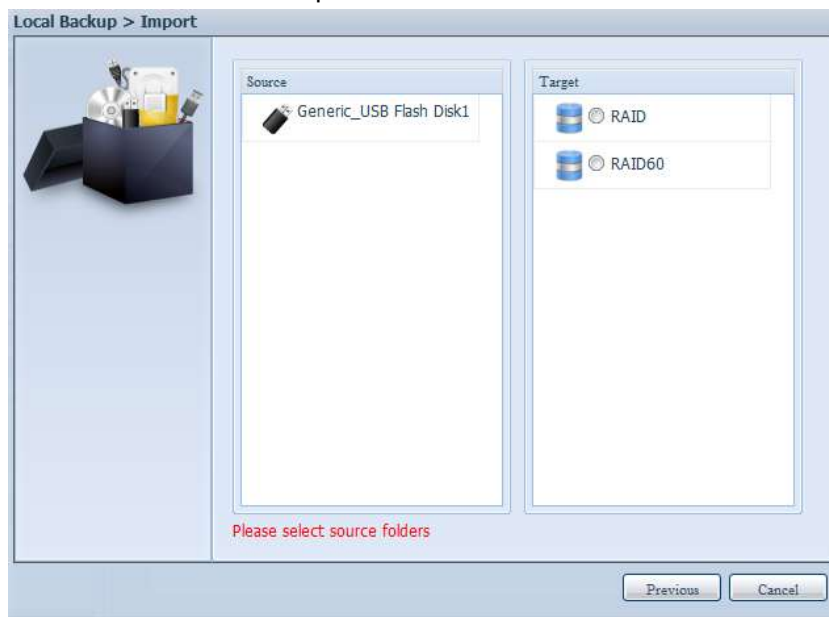 Local Backup > Import
Source
Generic_USB Flash Disk1
Target
RAID
RAID60
Please select source folders
Previous
Cancel